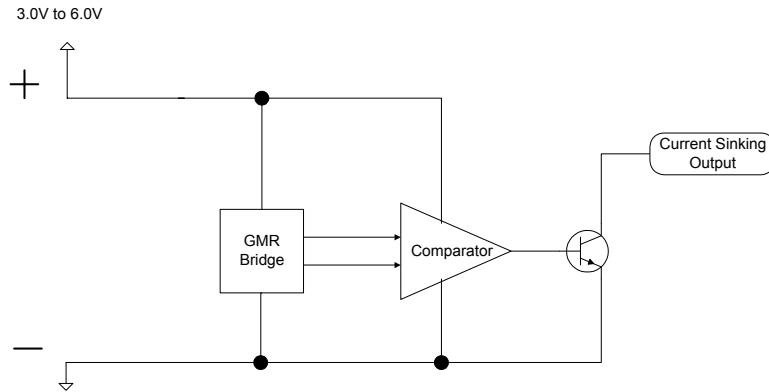 3.0V to 6.0V
+
Current Sinking
Output
GMR
Bridge
Comparator
–